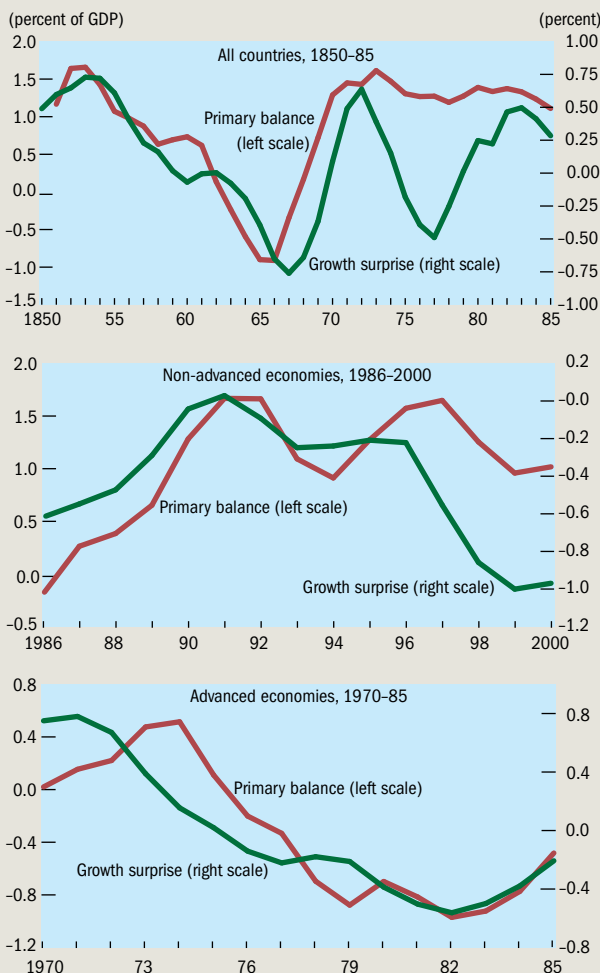 (percent of GDP) (percent)
All countries, 1850–85
2.0 1.00
1.5 0.75
1.0 0.50
0.5 0.25
0.0 0.00
–0.5 –0.25
–1.0 –0.50
–1.5 –0.75
–1.00
Primary balance
(left scale)
Growth surprise (right scale)
1850 55 60 65 70 75 80 85
Non-advanced economies, 1986–2000
2.0 0.2
1.5 –0.0
1.0 –0.2
0.5 –0.4
0.0 –0.6
–0.5 –0.8
–1.0
–1.2
Primary balance (left scale)
Growth surprise (right scale)
1986 88 90 92 94 96 98 2000
Advanced economies, 1970–85
0.8 0.8
0.4 0.4
0.0 0.0
–0.4 –0.4
–0.8 –0.8
–1.2
Primary balance (left scale)
Growth surprise (right scale)
1970 73 76 79 82 85